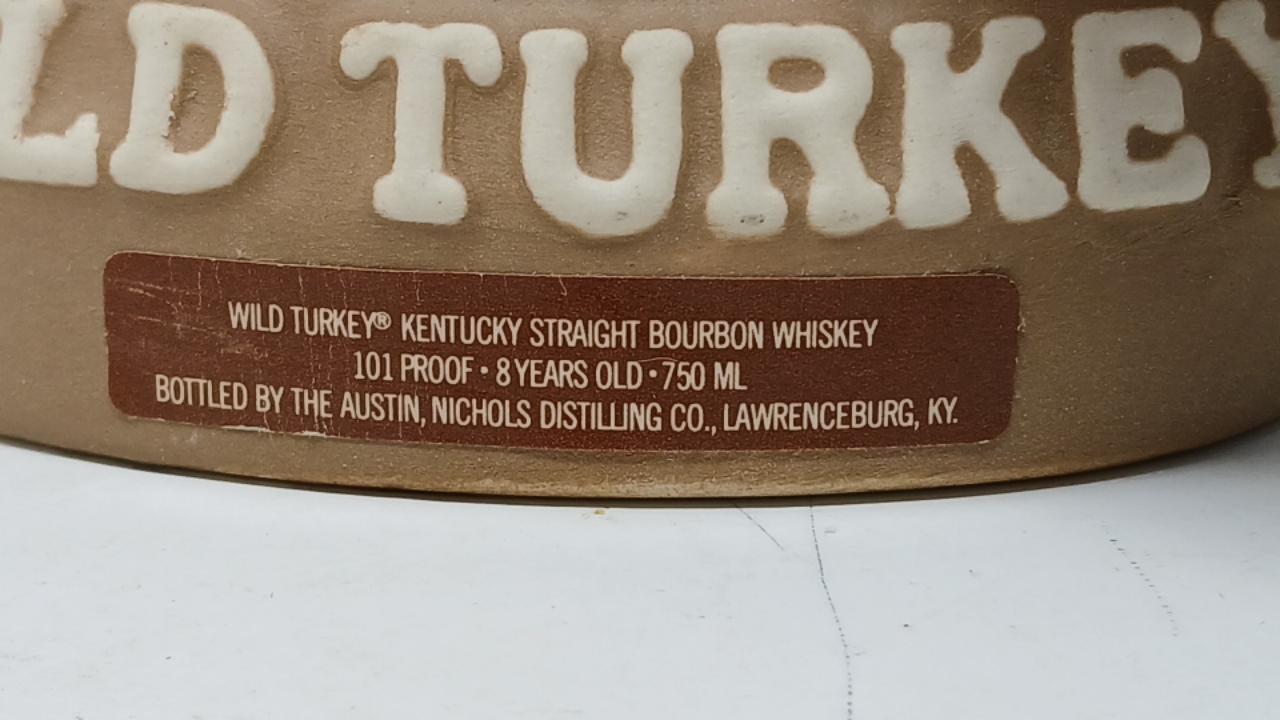 LD TURKEY
WILD TURKEY® KENTUCKY STRAIGHT BOURBON WHISKEY
101 PROOF • 8 YEARS OLD • 750 ML
BOTTLED BY THE AUSTIN, NICHOLS DISTILLING CO., LAWRENCEBURG, KY.